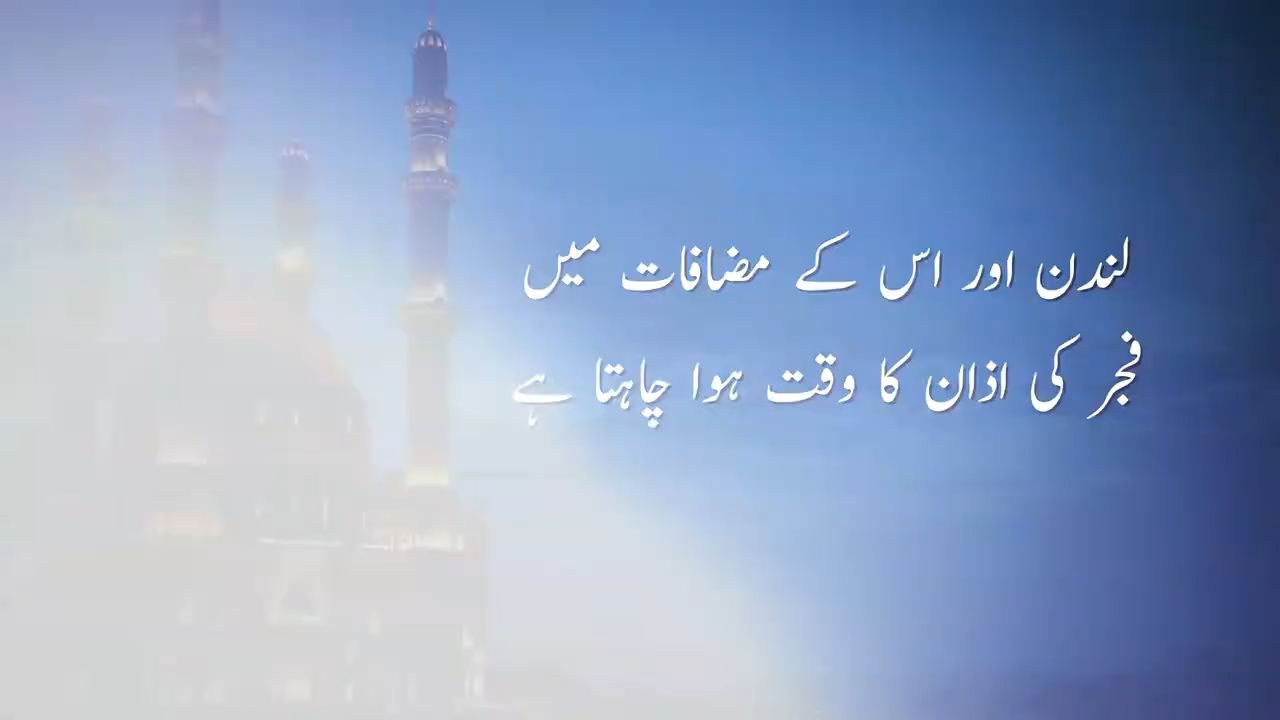 لندن اور اس کے مضافات میں
فجر کی اذان کا وقت ہوا چاہتا ہے